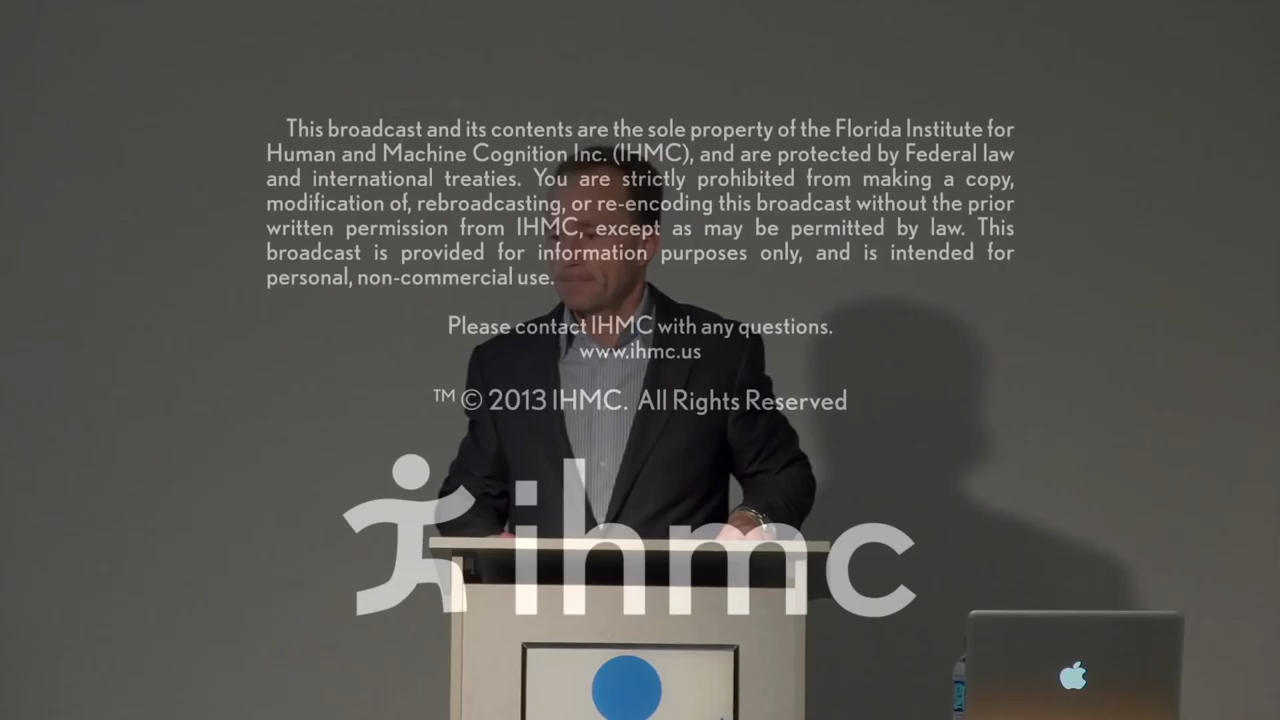 This broadcast and its contents are the sole property of the Florida Institute for
Human and Machine Cognition Inc. (IHMC), and are protected by Federal law
and international treaties. You are strictly prohibited from making a copy,
modification of, rebroadcasting, or re-encoding this broadcast without the prior
written permission from IHMC, except as may be permitted by law. This
broadcast is provided for information purposes only, and is intended for
personal, non-commercial use.
Please contact IHMC with any questions.
www.ihmc.us
™ © 2013 IHMC. All Rights Reserved
ihmc